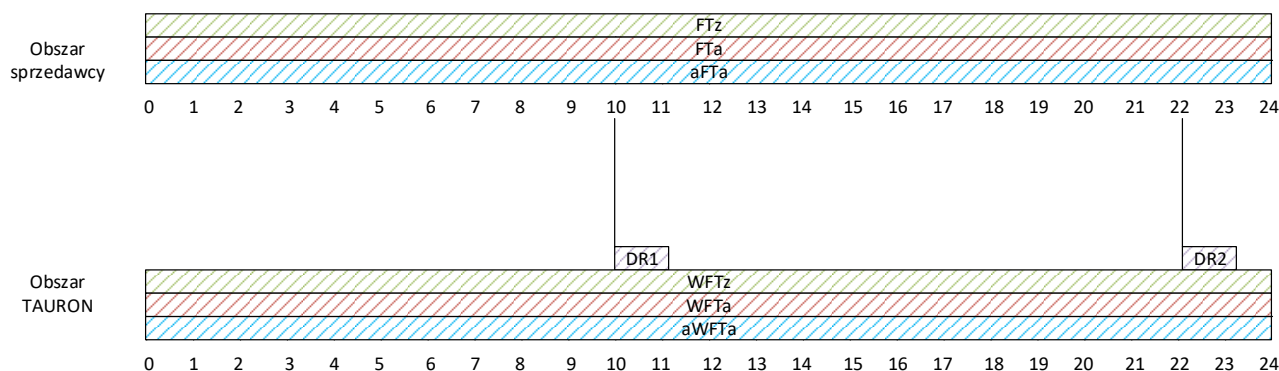 FTz
Obszar
sprzedawcy
FTa
aFTa
0 1 2 3 4 5 6 7 8 9 10 11 12 13 14 15 16 17 18 19 20 21 22 23 24
DR1
DR2
Obszar
TAURON
WFTz
WFTa
aWFTa
0 1 2 3 4 5 6 7 8 9 10 11 12 13 14 15 16 17 18 19 20 21 22 23 24